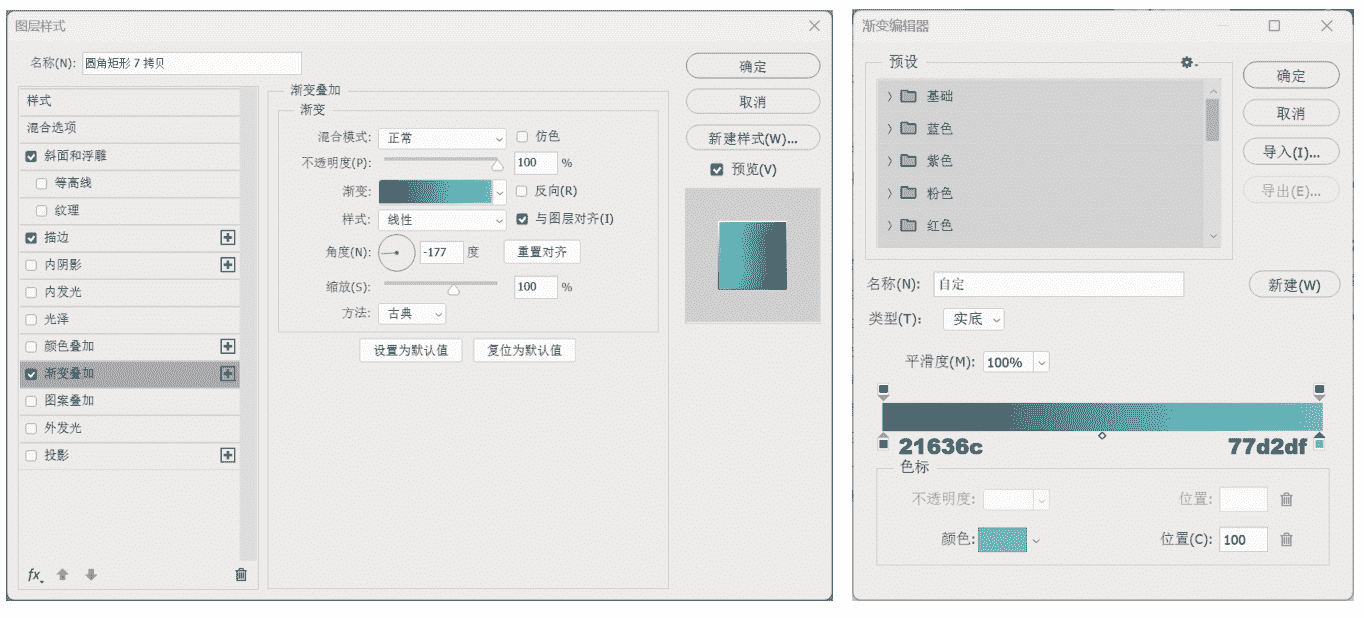 图层样式
名称(N): 圆角矩形 7 拷贝
样式
混合选项
斜面和浮雕
等高线
纹理
描边
内阴影
内发光
光泽
颜色叠加
渐变叠加
图案叠加
外发光
投影
fx
渐变叠加
渐变
混合模式: 正常 仿色
不透明度(P): 100 %
渐变: 反向(R)
样式: 线性 与图层对齐(I)
角度(N): -177 度 重置对齐
缩放(S): 100 %
方法: 古典
设置为默认值 复位为默认值
确定
取消
新建样式(W)...
预览(V)
渐变编辑器
预设
基础
蓝色
紫色
粉色
红色
确定
取消
导入(I)...
导出(E)...
名称(N): 自定 新建(W)
类型(T): 实底
平滑度(M): 100%
21636c 77d2df
色标
不透明度: 位置:
颜色: 位置(C): 100